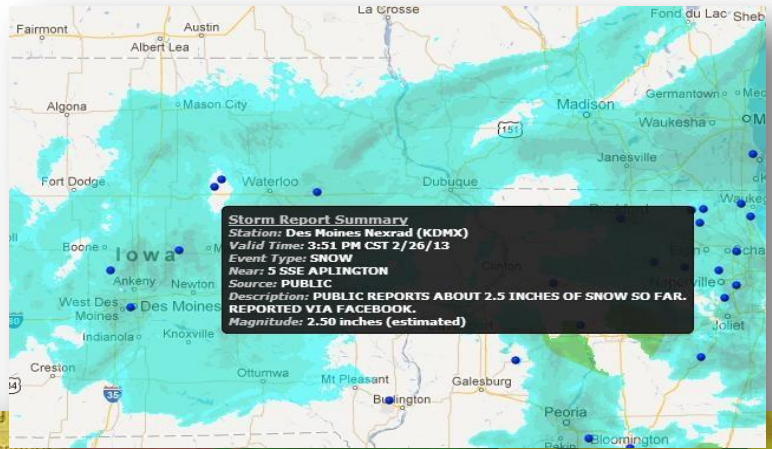 La Crosse
Fond du Lac Sheb
Fairmont
Austin
Albert Lea
Algona
Mason City
Madison
Germantown
Waukesha
151
Janesville
Fort Dodge
Waterloo
Dubuque
Storm Report Summary
Station: Des Moines Nexrad (KDMX)
Valid Time: 3:51 PM CST 2/26/13
Event Type: SNOW
Near: 5 SSE APLINGTON
Source: PUBLIC
Description: PUBLIC REPORTS ABOUT 2.5 INCHES OF SNOW SO FAR.
REPORTED VIA FACEBOOK.
Magnitude: 2.50 inches (estimated)
Boone
Iowa
Ankeny
Newton
Clinton
West Des
Moines
Des Moines
Naperville
Joliet
Indianola
Knoxville
Creston
Ottumwa
Mt Pleasant
Galesburg
35
Burlington
Peoria
Pekin
Bloomington